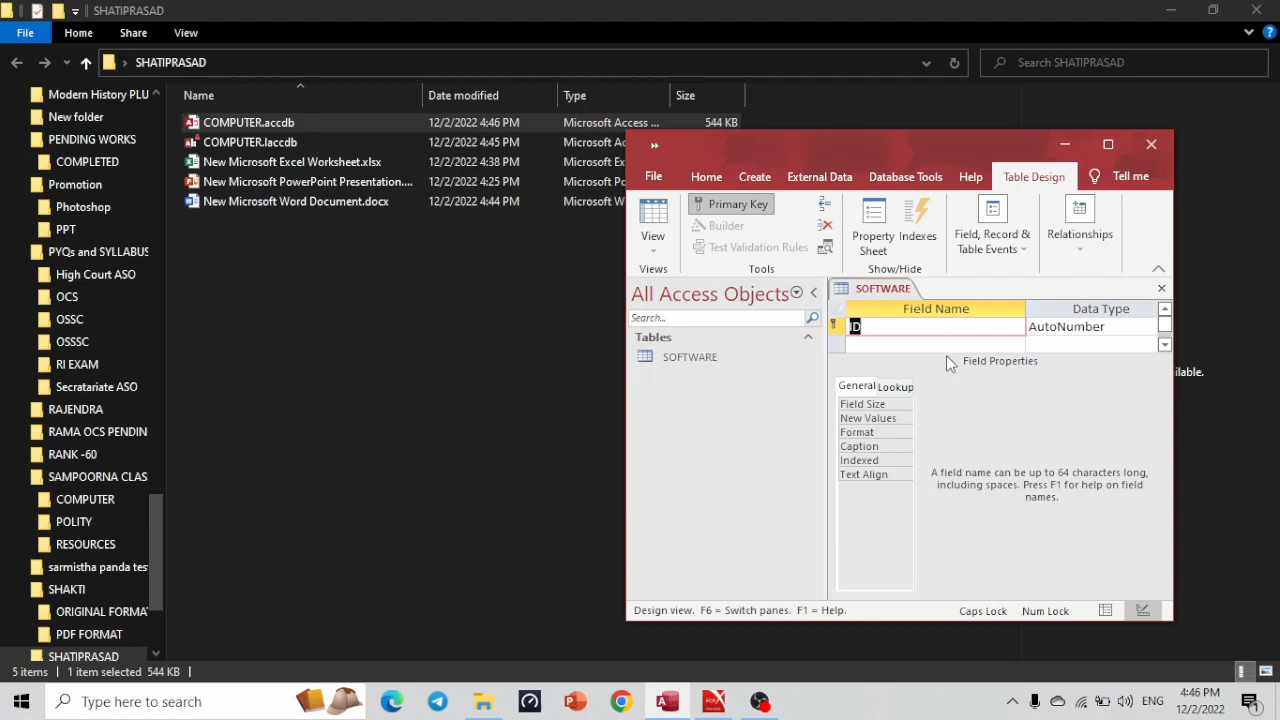 SHATIPRASAD
File Home Share View
SHATIPRASAD
Search SHATIPRASAD
Modern History PLU
New folder
PENDING WORKS
COMPLETED
Promotion
Photoshop
PPT
PYQs and SYLLABUS
High Court ASO
OCS
OSSC
OSSSC
RI EXAM
Secratariate ASO
RAJENDRA
RAMA OCS PENDIN
RANK -60
SAMPOORNA CLAS
COMPUTER
POLITY
RESOURCES
sarmistha panda test
SHAKTI
ORIGINAL FORMA
PDF FORMAT
SHATIPRASAD
Name Date modified Type Size
COMPUTER.accdb 12/2/2022 4:46 PM Microsoft Access ... 544 KB
COMPUTER.laccdb 12/2/2022 4:45 PM Microsoft Ac
New Microsoft Excel Worksheet.xlsx 12/2/2022 4:38 PM Microsoft Ex
New Microsoft PowerPoint Presentation.... 12/2/2022 4:25 PM Microsoft P
New Microsoft Word Document.docx 12/2/2022 4:44 PM Microsoft
File Home Create External Data Database Tools Help Table Design Tell me
View
Views
Primary Key
Builder
Test Validation Rules
Tools
Property Sheet
Indexes
Show/Hide
Field, Record & Table Events
Relationships
All Access Objects
Search...
Tables
SOFTWARE
SOFTWARE
Field Name Data Type
ID AutoNumber
Field Properties
General Lookup
Field Size
New Values
Format
Caption
Indexed
Text Align
A field name can be up to 64 characters long,
including spaces. Press F1 for help on field
names.
Design view. F6 = Switch panes. F1 = Help. Caps Lock Num Lock
ilable.
5 items 1 item selected 544 KB
Type here to search
ENG
4:46 PM
12/2/2022